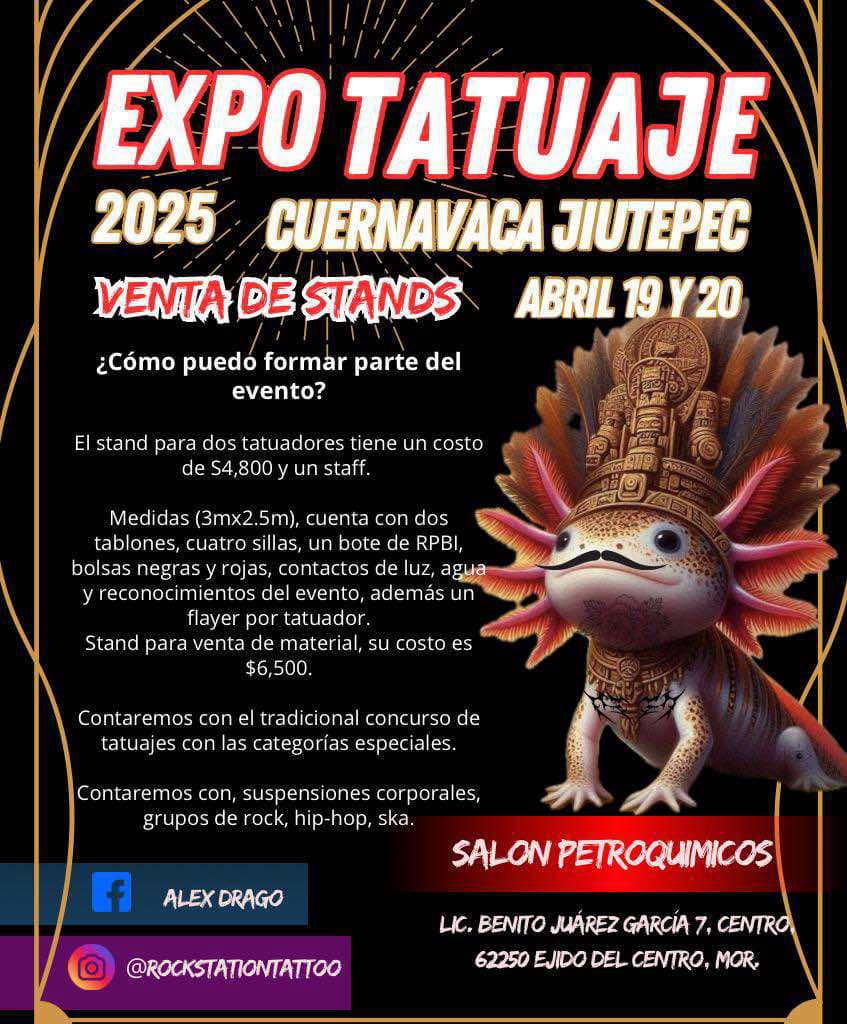 EXPO TATUAJE
2025 CUERNAVACA JIUTEPEC
VENTA DE STANDS ABRIL 19 Y 20
¿Cómo puedo formar parte del
evento?
El stand para dos tatuadores tiene un costo
de S4,800 y un staff.
Medidas (3mx2.5m), cuenta con dos
tablones, cuatro sillas, un bote de RPBI,
bolsas negras y rojas, contactos de luz, agua
y reconocimientos del evento, además un
flayer por tatuador.
Stand para venta de material, su costo es
$6,500.
Contaremos con el tradicional concurso de
tatuajes con las categorías especiales.
Contaremos con, suspensiones corporales,
grupos de rock, hip-hop, ska.
SALON PETROQUIMICOS
ALEX DRAGO
LIC. BENITO JUÁREZ GARCÍA 7, CENTRO,
62250 EJIDO DEL CENTRO, MOR.
@ROCKSTATIONTATTOO